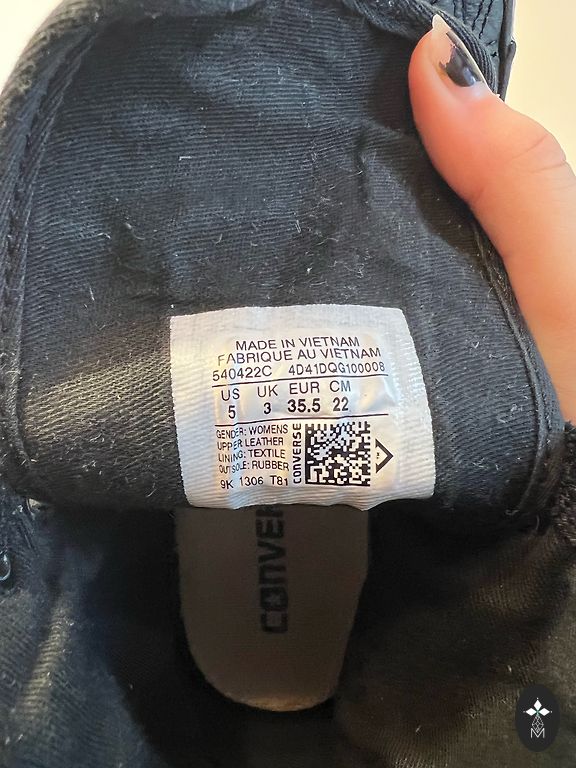 MADE IN VIETNAM
FABRIQUE AU VIETNAM
540422C 4D41DQG100008
US UK EUR CM
5 3 35.5 22
GENDER: WOMENS
UPPER LEATHER
LINING: TEXTILE
OUTSOLE: RUBBER
9K 1306 T81
CONVERSE
CONVER
M